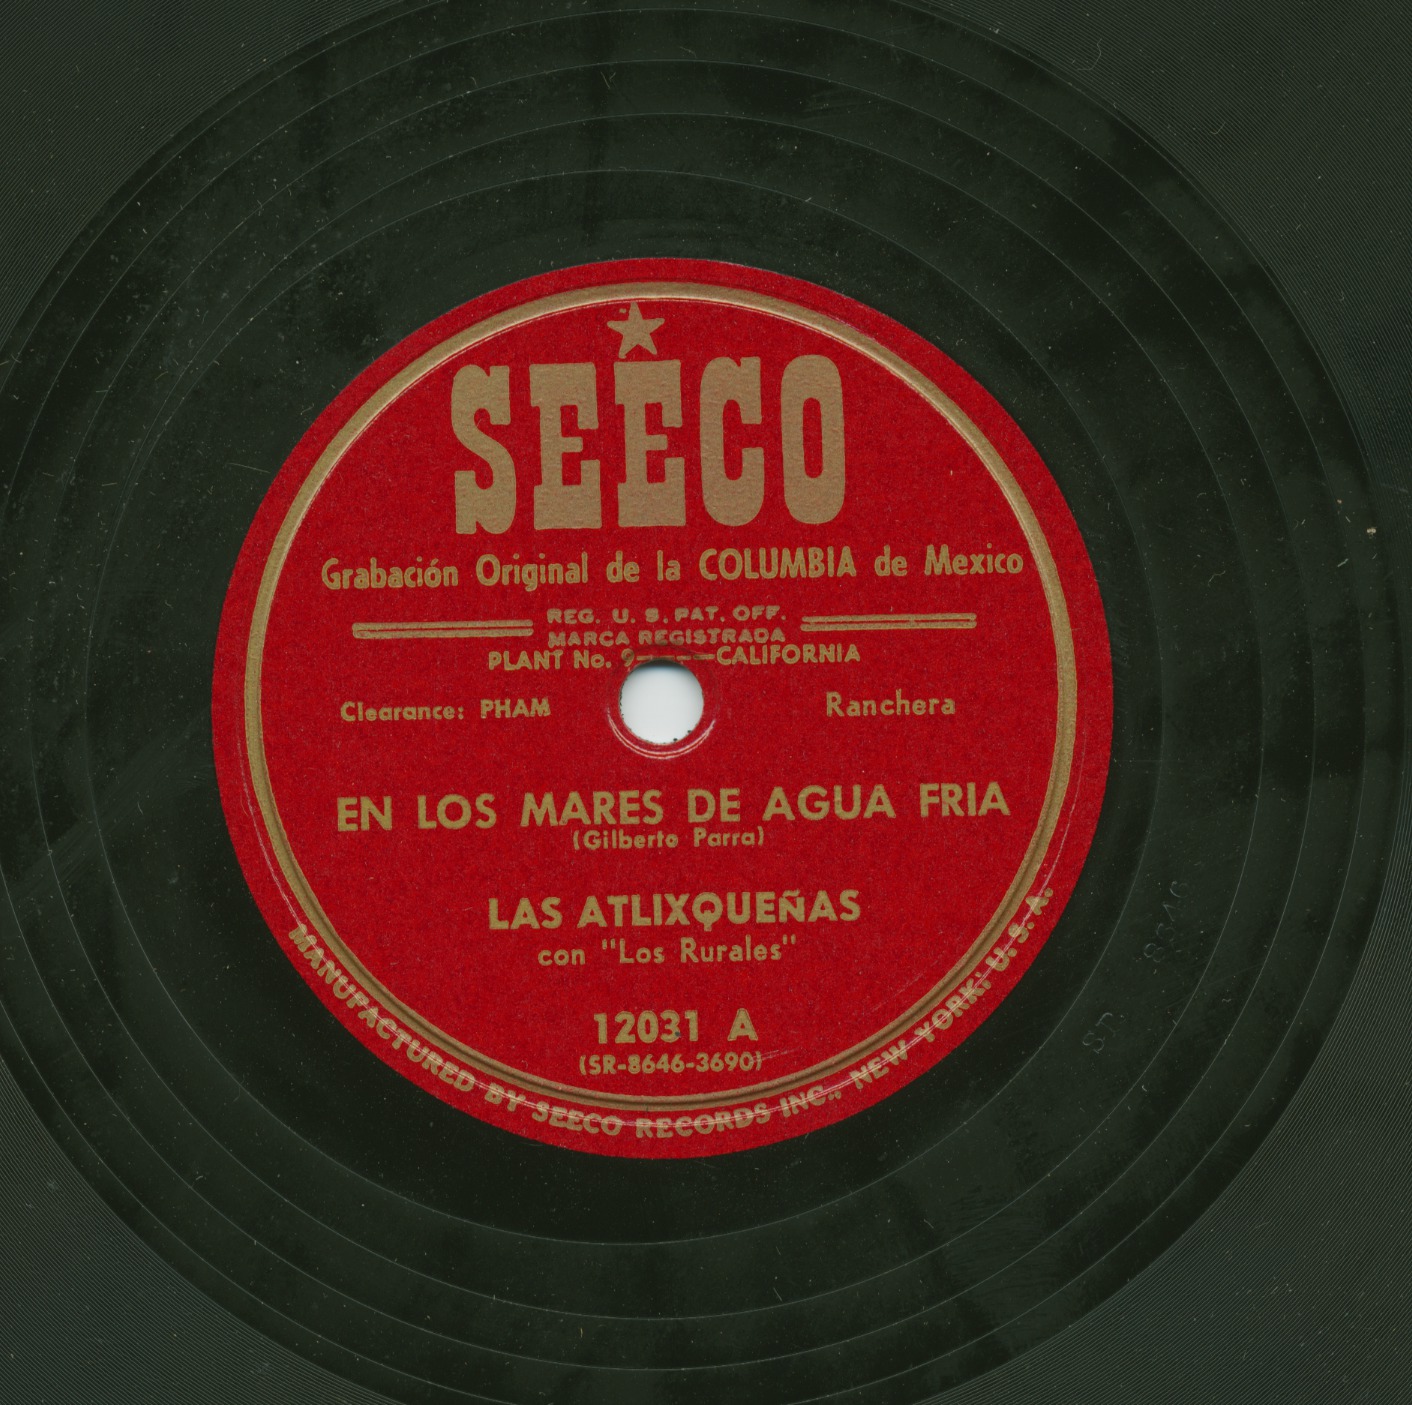 SEECO
Grabación Original de la COLUMBIA de Mexico
REG. U. S. PAT. OFF.
MARCA REGISTRADA
PLANT No. 9 CALIFORNIA
Clearance: PHAM
Ranchera
EN LOS MARES DE AGUA FRIA
(Gilberto Parra)
LAS ATLIXQUEÑAS
con "Los Rurales"
12031 A
(SR-8646-3690)
MANUFACTURED BY SEECO RECORDS INC., NEW YORK, U. S. A.
8646